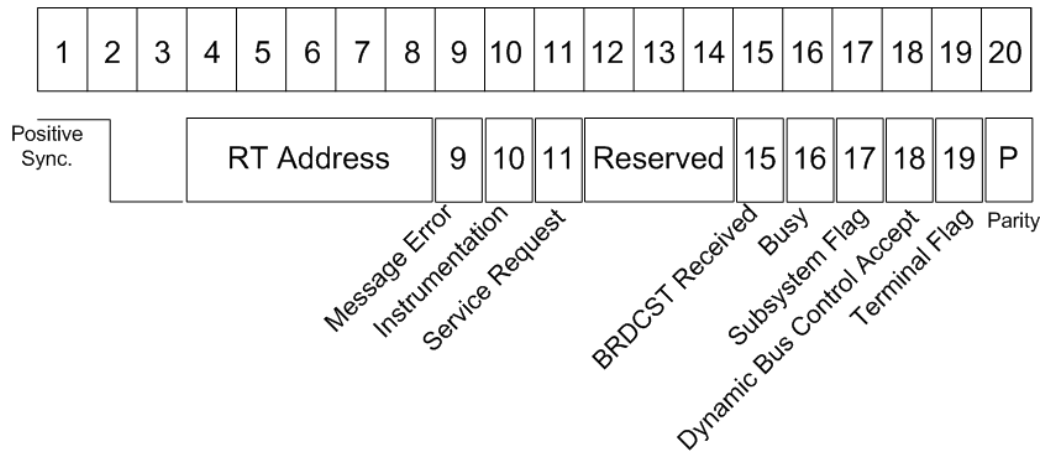 1 2 3 4 5 6 7 8 9 10 11 12 13 14 15 16 17 18 19 20
Positive
Sync.
RT Address 9 10 11 Reserved 15 16 17 18 19 P
Message Error
Instrumentation
Service Request
BRDCST Received
Busy
Subsystem Flag
Dynamic Bus Control Accept
Terminal Flag
Parity